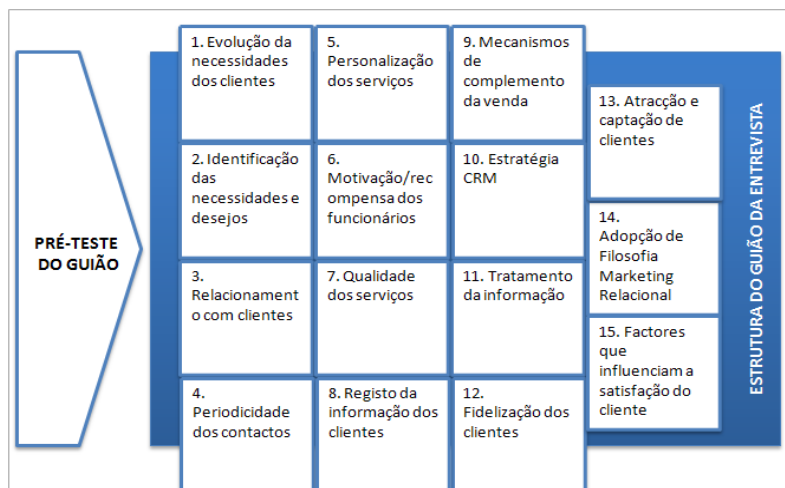 PRÉ-TESTE
DO GUIÃO
1. Evolução da
necessidades
dos clientes
2. Identificação
das
necessidades e
desejos
3.
Relacionament
o com clientes
4.
Periodicidade
dos contactos
5.
Personalização
dos serviços
6.
Motivação/rec
ompensa dos
funcionários
7. Qualidade
dos serviços
8. Registo da
informação dos
clientes
9. Mecanismos
de
complemento
da venda
10. Estratégia
CRM
11. Tratamento
da informação
12.
Fidelização dos
clientes
13. Atracção e
captação de
clientes
14.
Adopção de
Filosofia
Marketing
Relacional
15. Factores
que
influenciam a
satisfação do
cliente
ESTRUTURA DO GUIÃO DA ENTREVISTA